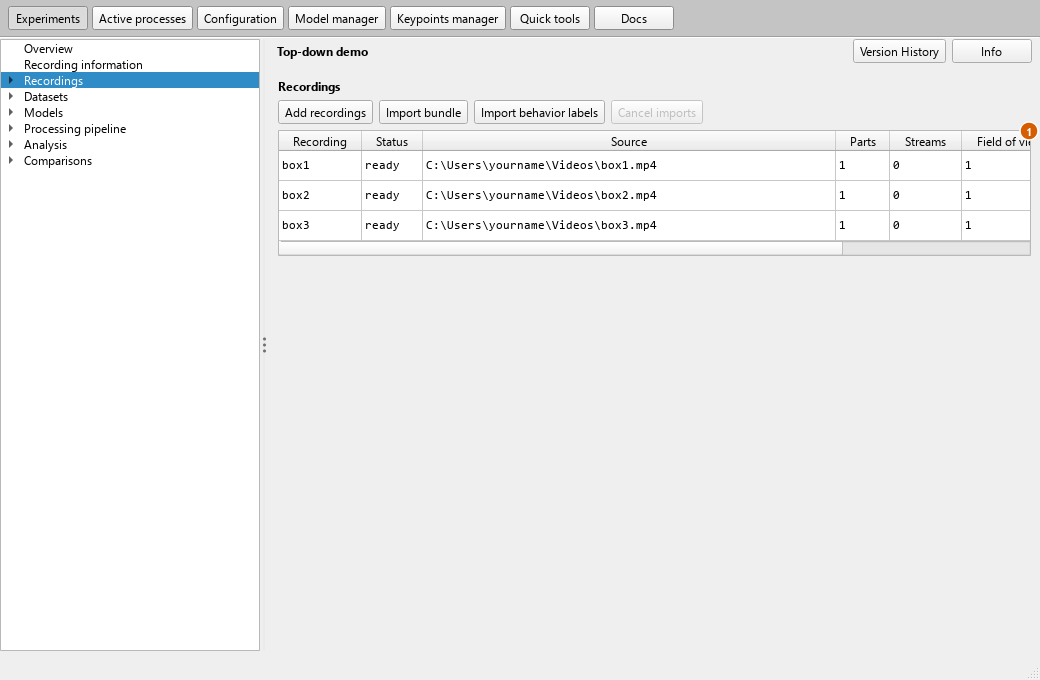 Experiments Active processes Configuration Model manager Keypoints manager Quick tools Docs
Overview
Recording information
Recordings
Datasets
Models
Processing pipeline
Analysis
Comparisons
Top-down demo Version History Info
Recordings
Add recordings Import bundle Import behavior labels Cancel imports
1
Recording Status Source Parts Streams Field of vi
box1 ready C:\Users\yourname\Videos\box1.mp4 1 0 1
box2 ready C:\Users\yourname\Videos\box2.mp4 1 0 1
box3 ready C:\Users\yourname\Videos\box3.mp4 1 0 1